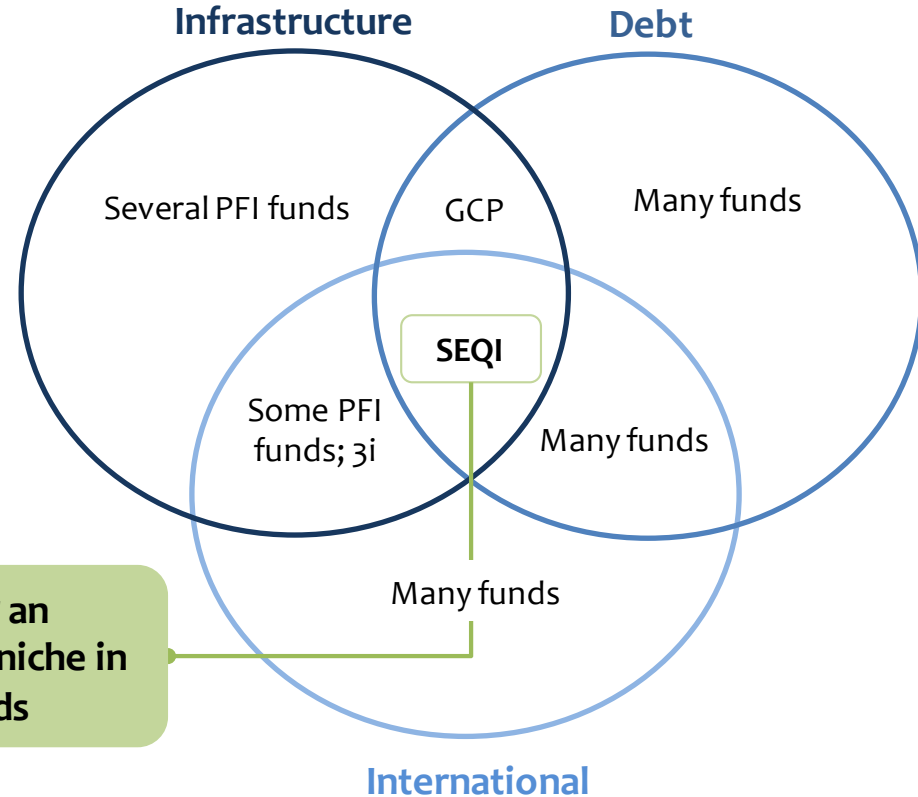 Infrastructure
Debt
Several PFI funds
GCP
Many funds
SEQI
Some PFI
funds; 3i
Many funds
Many funds
an
niche in
ds
International